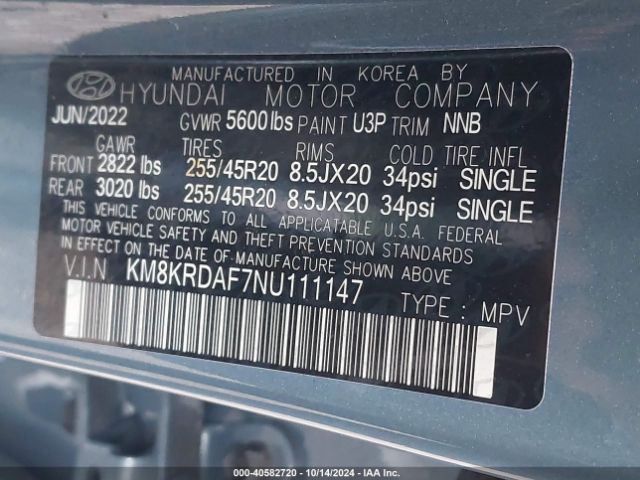 MANUFACTURED IN KOREA BY
HYUNDAI MOTOR COMPANY
JUN/2022 GVWR 5600lbs PAINT U3P TRIM NNB
GAWR TIRES RIMS COLD TIRE INFL
FRONT 2822 lbs 255/45R20 8.5JX20 34psi SINGLE
REAR 3020 lbs 255/45R20 8.5JX20 34psi SINGLE
THIS VEHICLE CONFORMS TO ALL APPLICATABLE U.S.A. FEDERAL
MOTOR VEHICLE SAFETY AND THEFT PREVENTION STANDARDS
IN EFFECT ON THE DATE OF MANUFACTURE SHOWN ABOVE
V.I.N KM8KRDAF7NU111147
TYPE : MPV
000-40582720 - 10/14/2024 - IAA Inc.